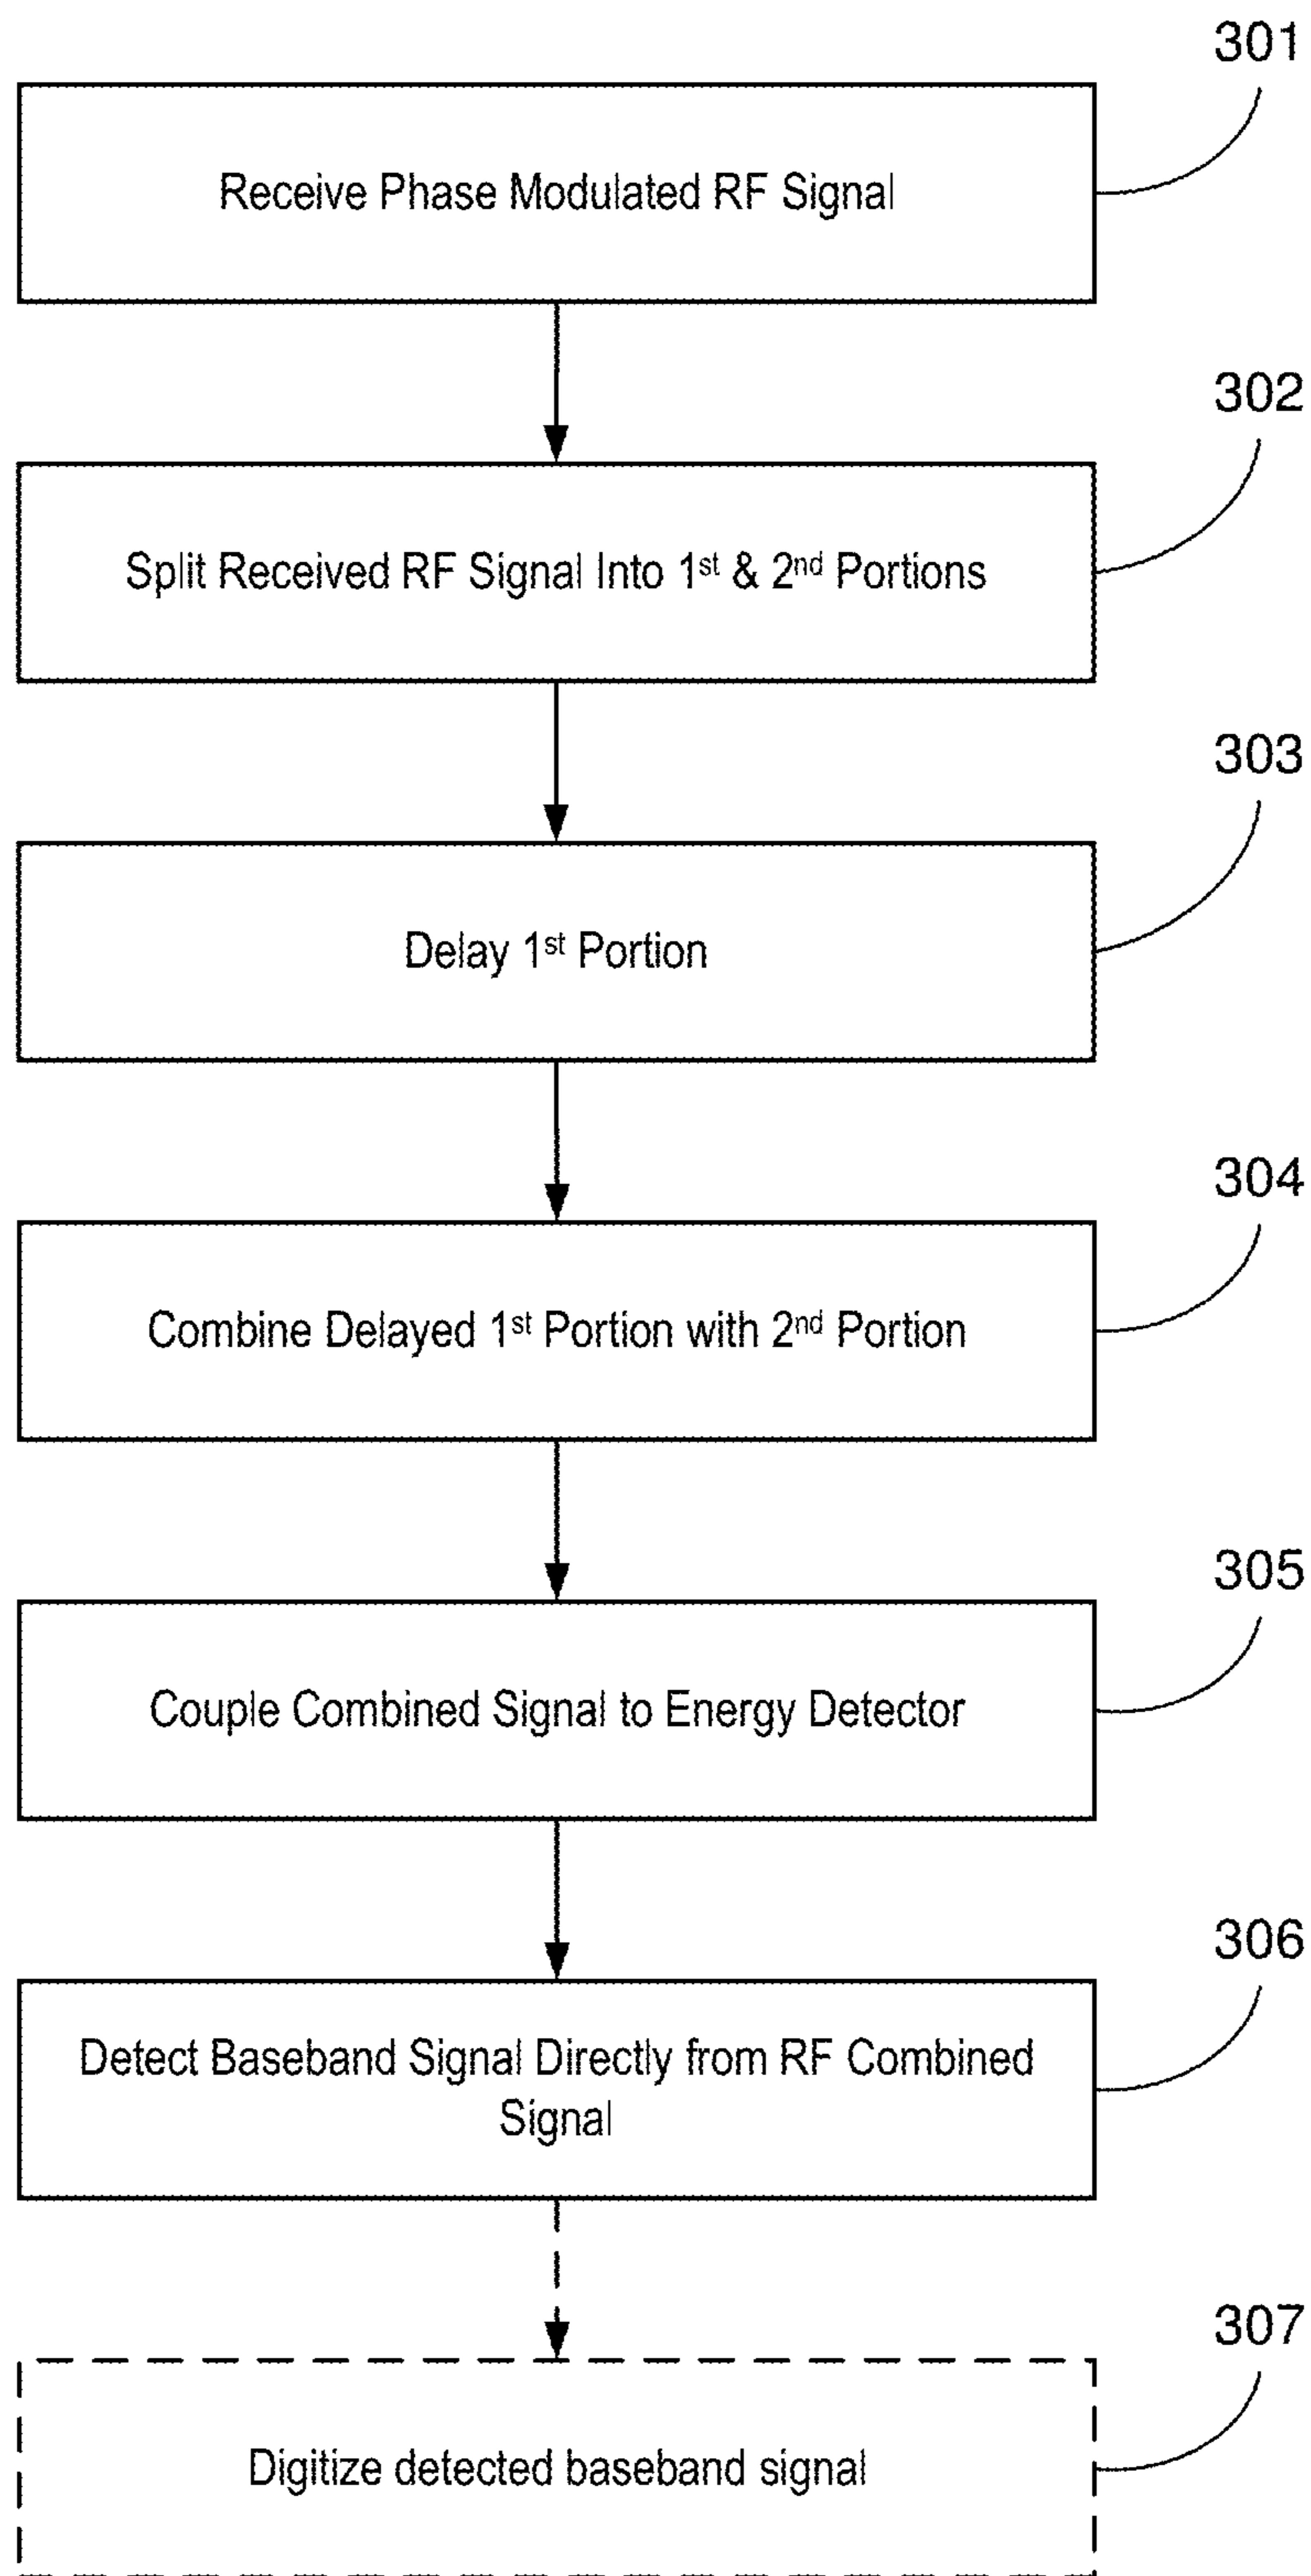 301
Receive Phase Modulated RF Signal
302
Split Received RF Signal Into 1st & 2nd Portions
303
Delay 1st Portion
304
Combine Delayed 1st Portion with 2nd Portion
305
Couple Combined Signal to Energy Detector
306
Detect Baseband Signal Directly from RF Combined
Signal
307
Digitize detected baseband signal